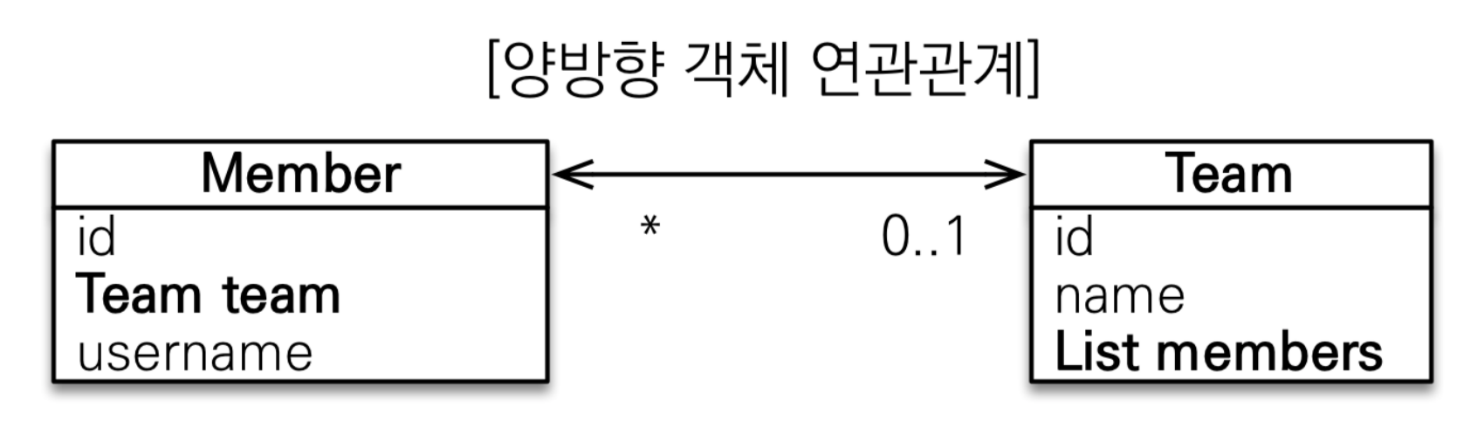 [양방향 객체 연관관계]
Member
id
Team team
username
* 0..1
Team
id
name
List members